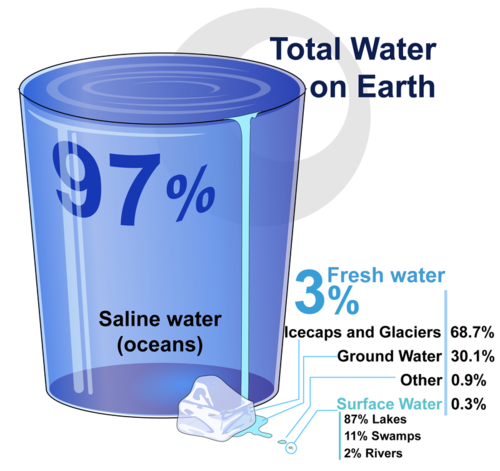 Total Water
on Earth
97%
Saline water
(oceans)
3% Fresh water
Icecaps and Glaciers 68.7%
Ground Water 30.1%
Other 0.9%
Surface Water 0.3%
87% Lakes
11% Swamps
2% Rivers